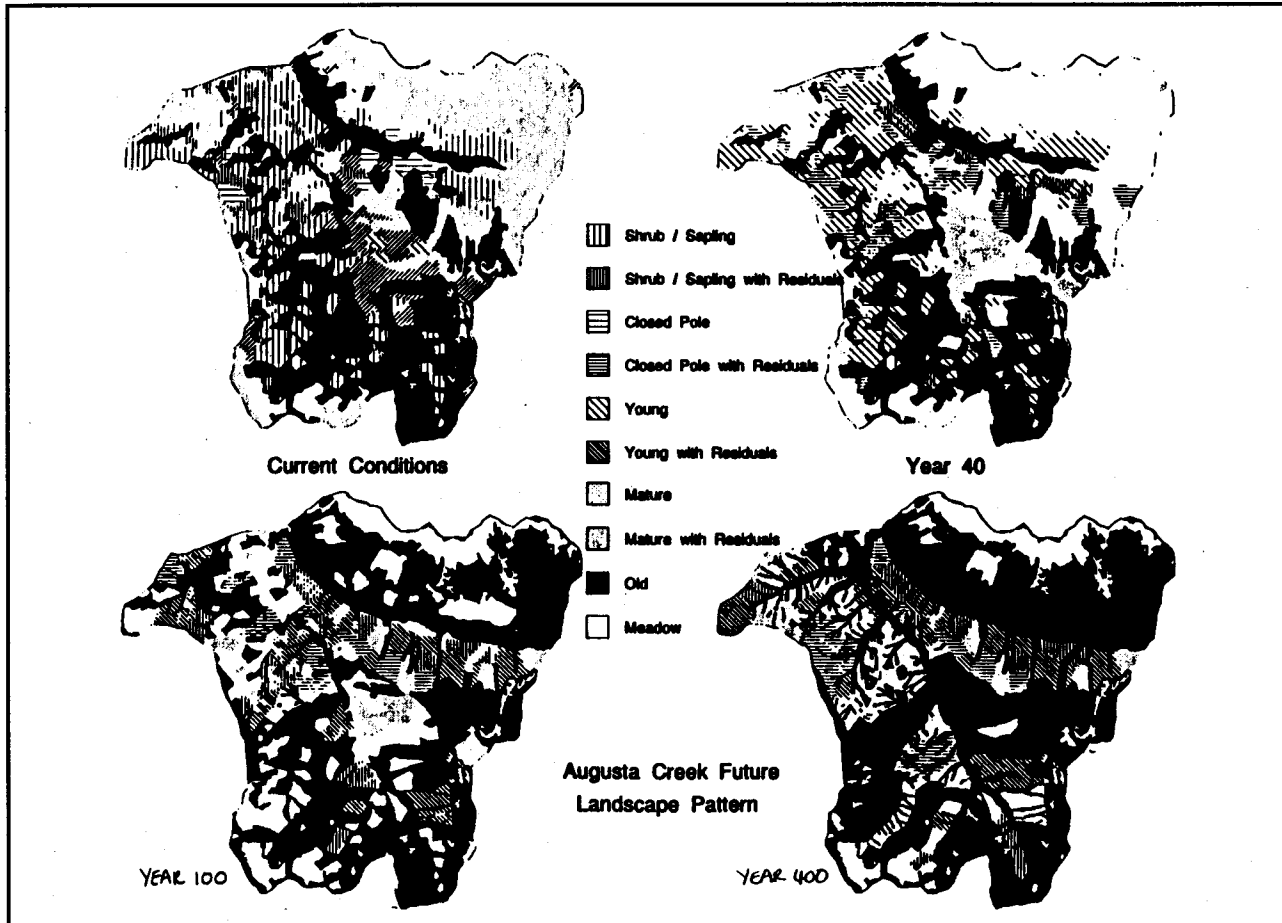 Shrub / Sapling
Shrub / Sapling with Residuals
Closed Pole
Closed Pole with Residuals
Young
Young with Residuals
Mature
Mature with Residuals
Old
Meadow
Current Conditions
Year 40
Augusta Creek Future
Landscape Pattern
YEAR 100
YEAR 400